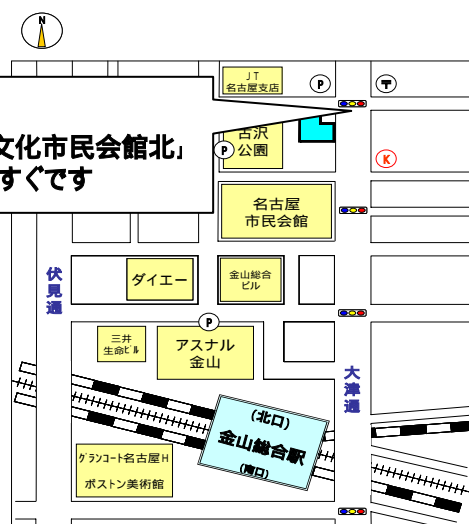 N
JT
名古屋支店
P
〒
文化市民会館北」
すぐです
P
古沢
公園
K
名古屋
市民会館
伏見通
ダイエー
金山総合
ビル
P
三井
生命ビル
アスナル
金山
大津通
(北口)
金山総合駅
(南口)
グランコート名古屋H
ボストン美術館